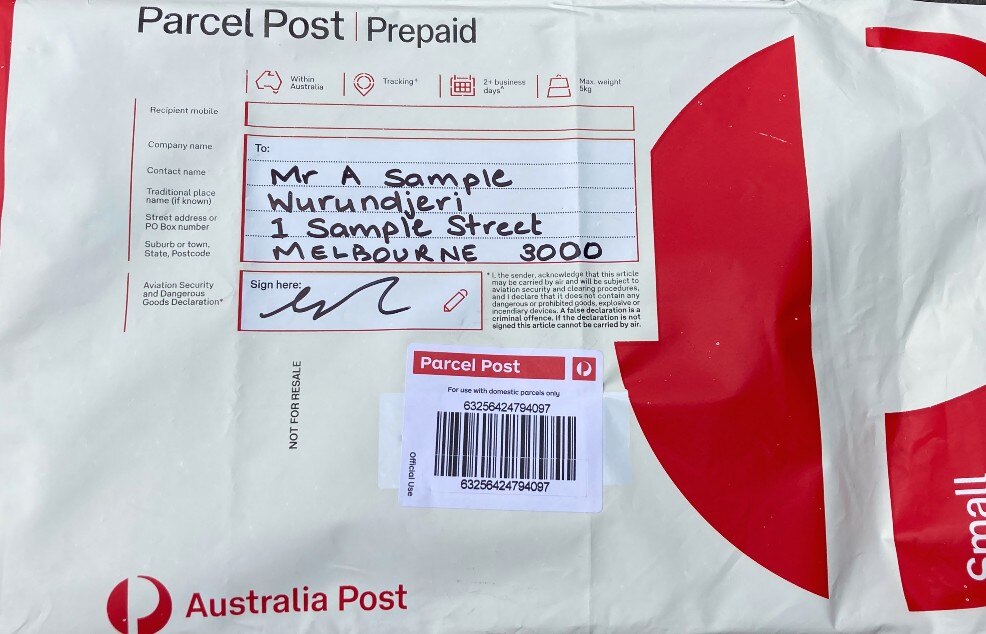 Parcel Post | Prepaid
Within
Australia
Tracking+
2+ business
days^
Max. weight
5kg
Recipient mobile
Company name
To:
Contact name
Mr A Sample
Traditional place
name (if known)
Wurundjeri
Street address or
PO Box number
1 Sample Street
Suburb or town,
State, Postcode
MELBOURNE 3000
Aviation Security
and Dangerous
Goods Declaration*
Sign here:
* I, the sender, acknowledge that this article
may be carried by air and will be subject to
aviation security and clearing procedures,
and I declare that it does not contain any
dangerous or prohibited goods, explosive or
incendiary devices. A false declaration is a
criminal offence. If the declaration is not
signed this article cannot be carried by air.
NOT FOR RESALE
Parcel Post
For use with domestic parcels only
63256424794097
Official Use
63256424794097
small
Australia Post